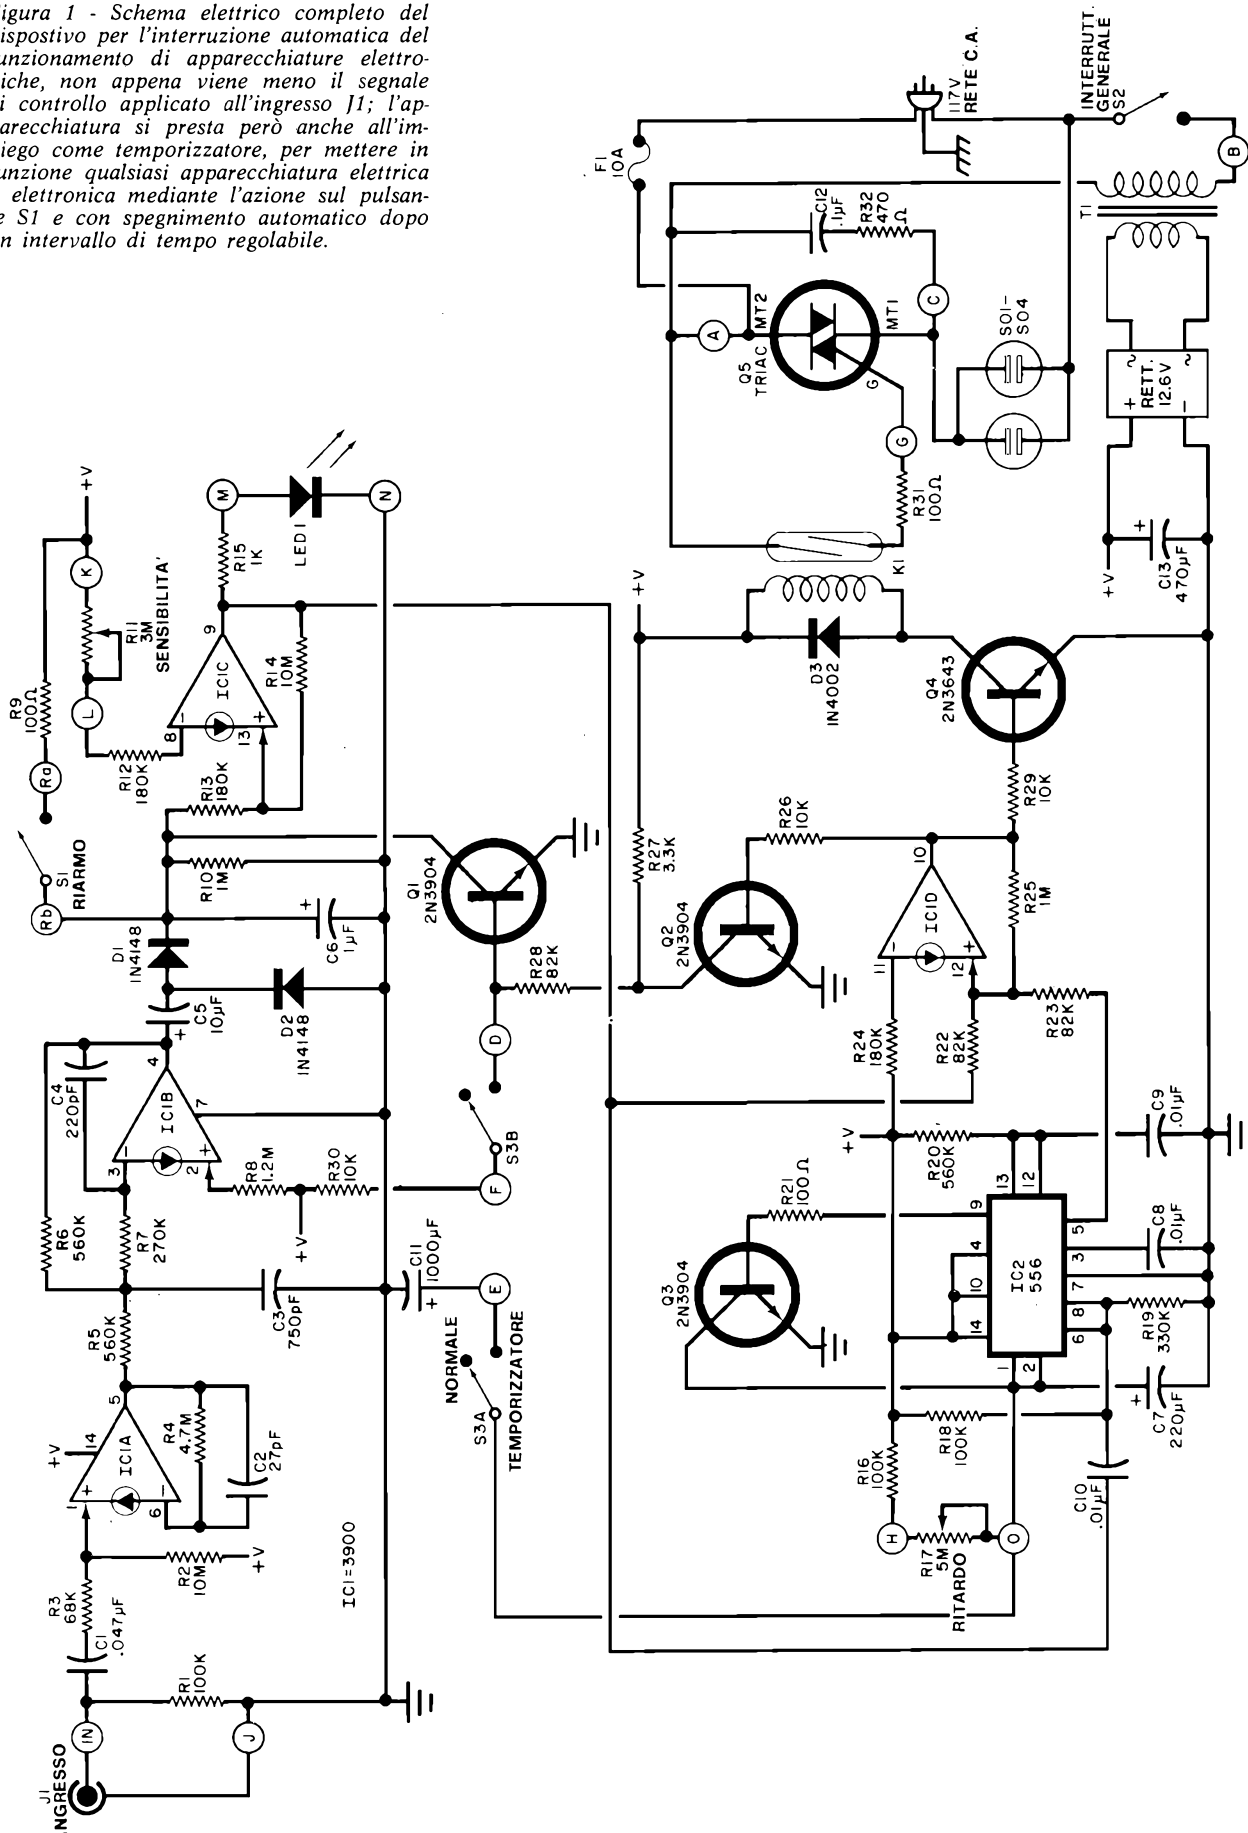 igura 1 - Schema elettrico completo del
ispostivo per l'interruzione automatica del
unzionamento di apparecchiature elettro-
iche, non appena viene meno il segnale
i controllo applicato all'ingresso J1; l'ap-
arecchiatura si presta però anche all'im-
iego come temporizzatore, per mettere in
unzione qualsiasi apparecchiatura elettrica
elettronica mediante l'azione sul pulsan-
e S1 e con spegnimento automatico dopo
n intervallo di tempo regolabile.
J1
NGRESSO
IN
J
R1
100K
C1
.047µF
R3
68K
R2
10M
+V
1
+
6
−
IC1A
14
+V
5
R4
4.7M
C2
27pF
IC1=3900
R5
560K
C3
750pF
R6
560K
R7
270K
C4
220pF
3
−
2
+
IC1B
4
7
R8
1.2M
+V
R30
10K
F
S3B
D
C11
1000µF
+
E
NORMALE
S3A
TEMPORIZZATORE
C5
10µF
+
D1
1N4148
D2
1N4148
C6
1µF
+
R10
1M
Rb
S1
RIARMO
Ra
R9
100Ω
+V
K
R11
3M
SENSIBILITA'
L
R12
180K
R13
180K
8
−
13
+
IC1C
9
R14
10M
R15
1K
M
LED1
N
Q1
2N3904
R28
82K
R27
3.3K
+V
Q2
2N3904
R26
10K
11
−
12
+
IC1D
10
R25
1M
R29
10K
R24
180K
R22
82K
R23
82K
Q4
2N3643
D3
1N4002
K1
R31
100Ω
G
G
Q5
TRIAC
MT2
MT1
A
C
C12
.1µF
R32
470
Ω
F1
10A
117V
RETE C.A.
INTERRUTT.
GENERALE
S2
B
T1
SO1-
SO4
~
~
RETT.
12.6V
+
−
+V
C13
470µF
+
+V
R20
560K
C9
.01µF
C8
.01µF
R21
100Ω
Q3
2N3904
IC2
556
13
12
9
4
10
14
5
3
7
8
6
1
2
R19
330K
C7
220µF
+
R18
100K
R16
100K
C10
.01µF
H
R17
5M
RITARDO
O